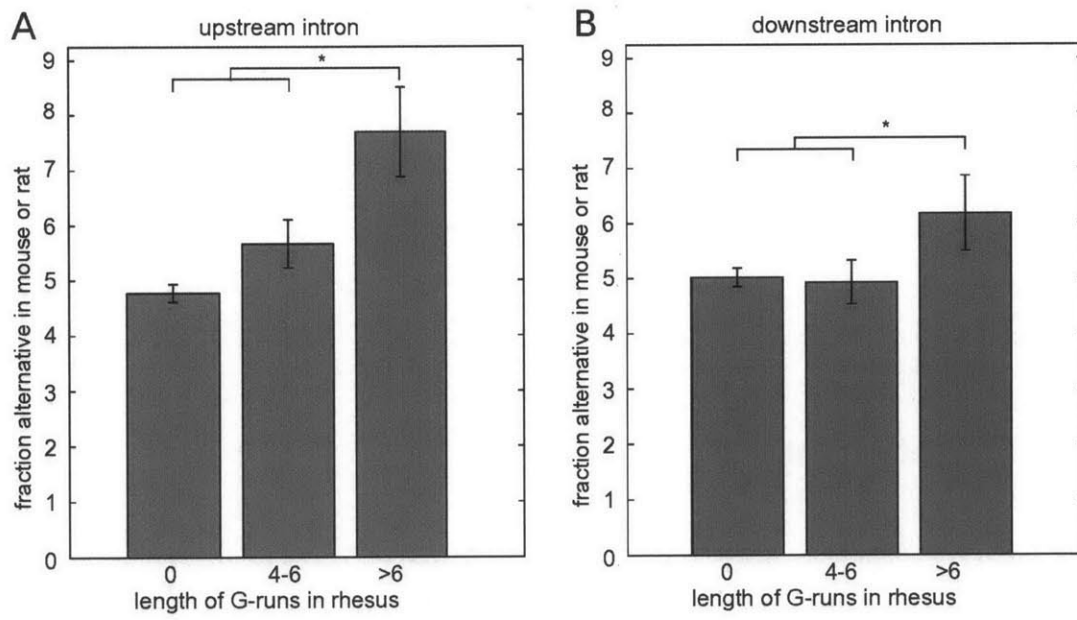 A
upstream intron
fraction alternative in mouse or rat
9
8
7
6
5
4
3
2
1
0
*
0 4-6 >6
length of G-runs in rhesus
B
downstream intron
fraction alternative in mouse or rat
9
8
7
6
5
4
3
2
1
0
*
0 4-6 >6
length of G-runs in rhesus